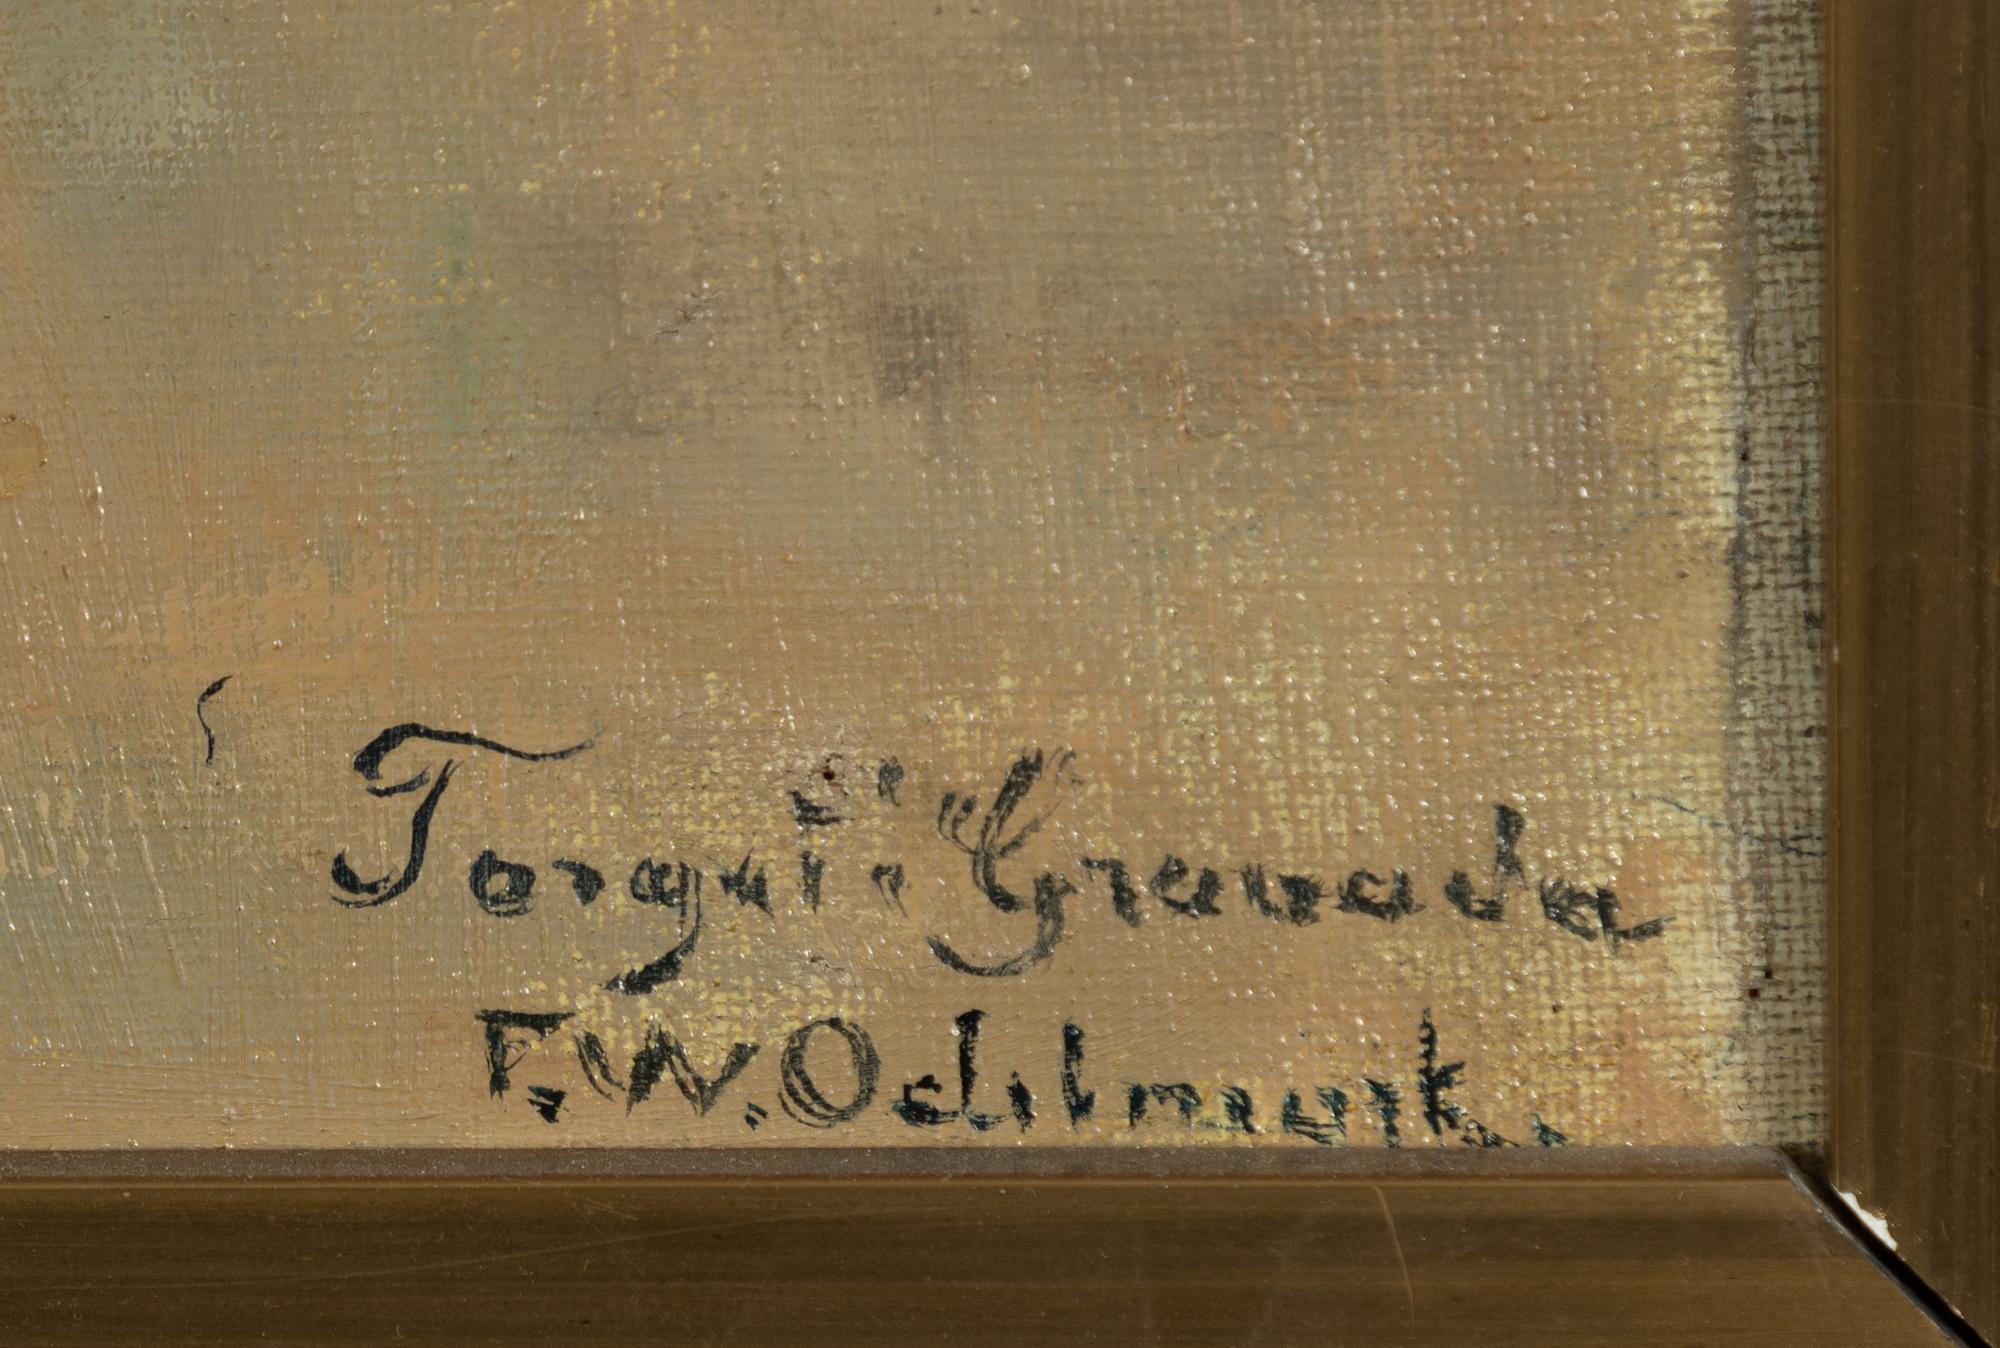 Torget i Granada
F.W. Odelmark.